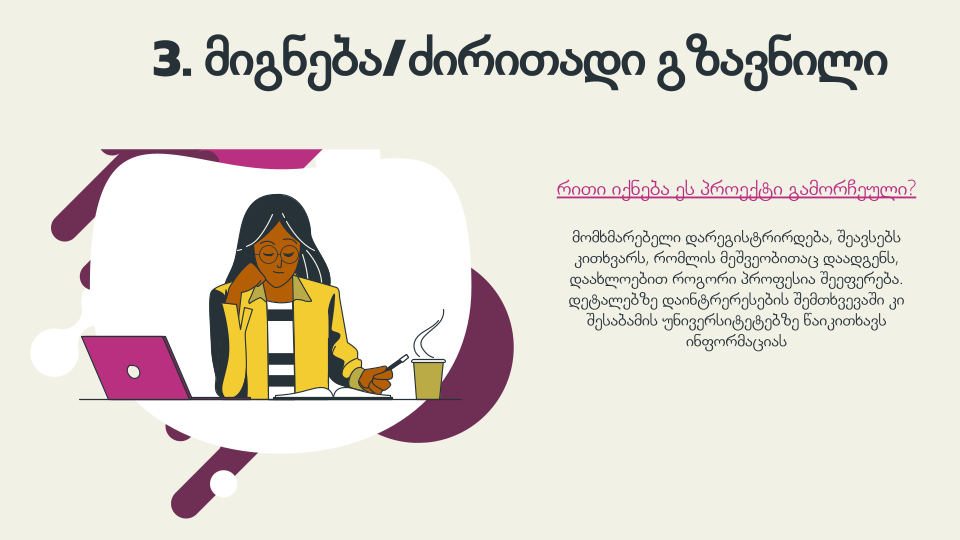 3. მიგნება/ძირითადი გზავნილი
რითი იქნება ეს პროექტი გამორჩეული?
მომხმარებელი დარეგისტრირდება, შეავსებს
კითხვარს, რომლის მეშვეობითაც დაადგენს,
დაახლოებით როგორი პროფესია შეეფერება.
დეტალებზე დაინტრერესების შემთხვევაში კი
შესაბამის უნივერსიტეტებზე წაიკითხავს
ინფორმაციას